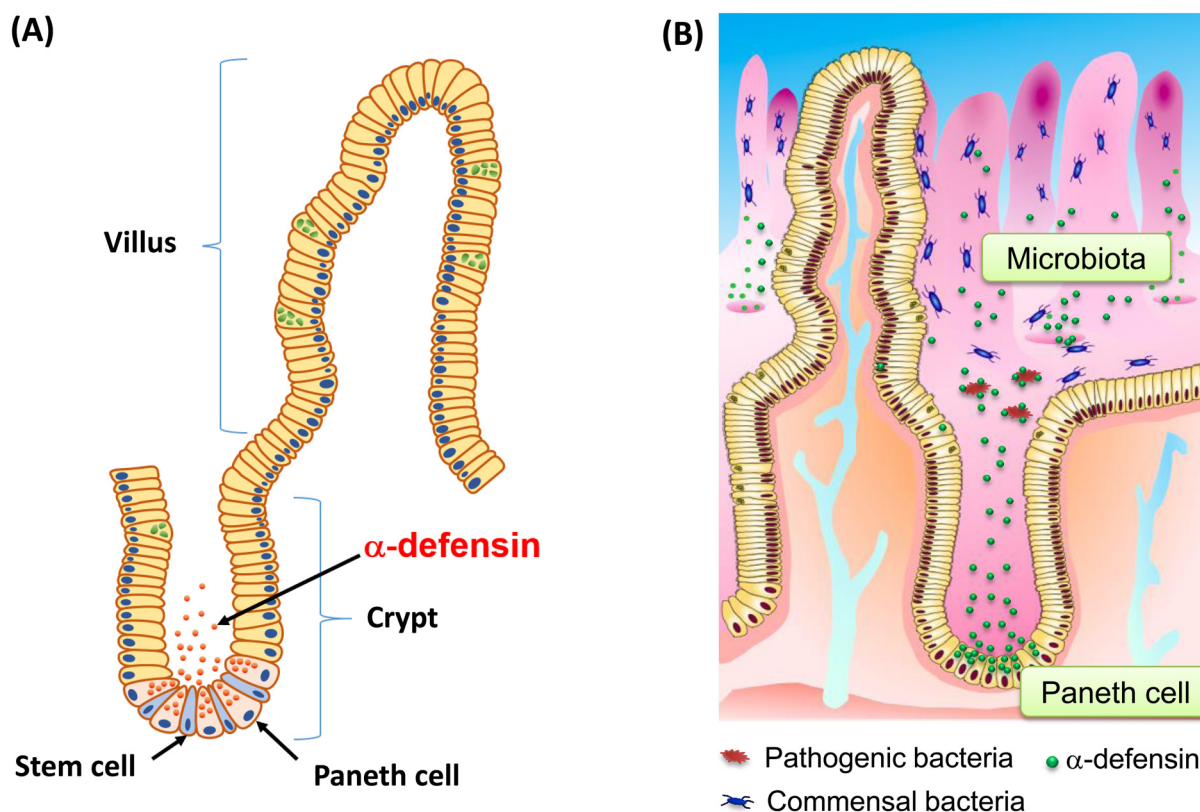 (A)
Villus
α-defensin
Crypt
Stem cell
Paneth cell
(B)
Microbiota
Paneth cell
Pathogenic bacteria
α-defensin
Commensal bacteria